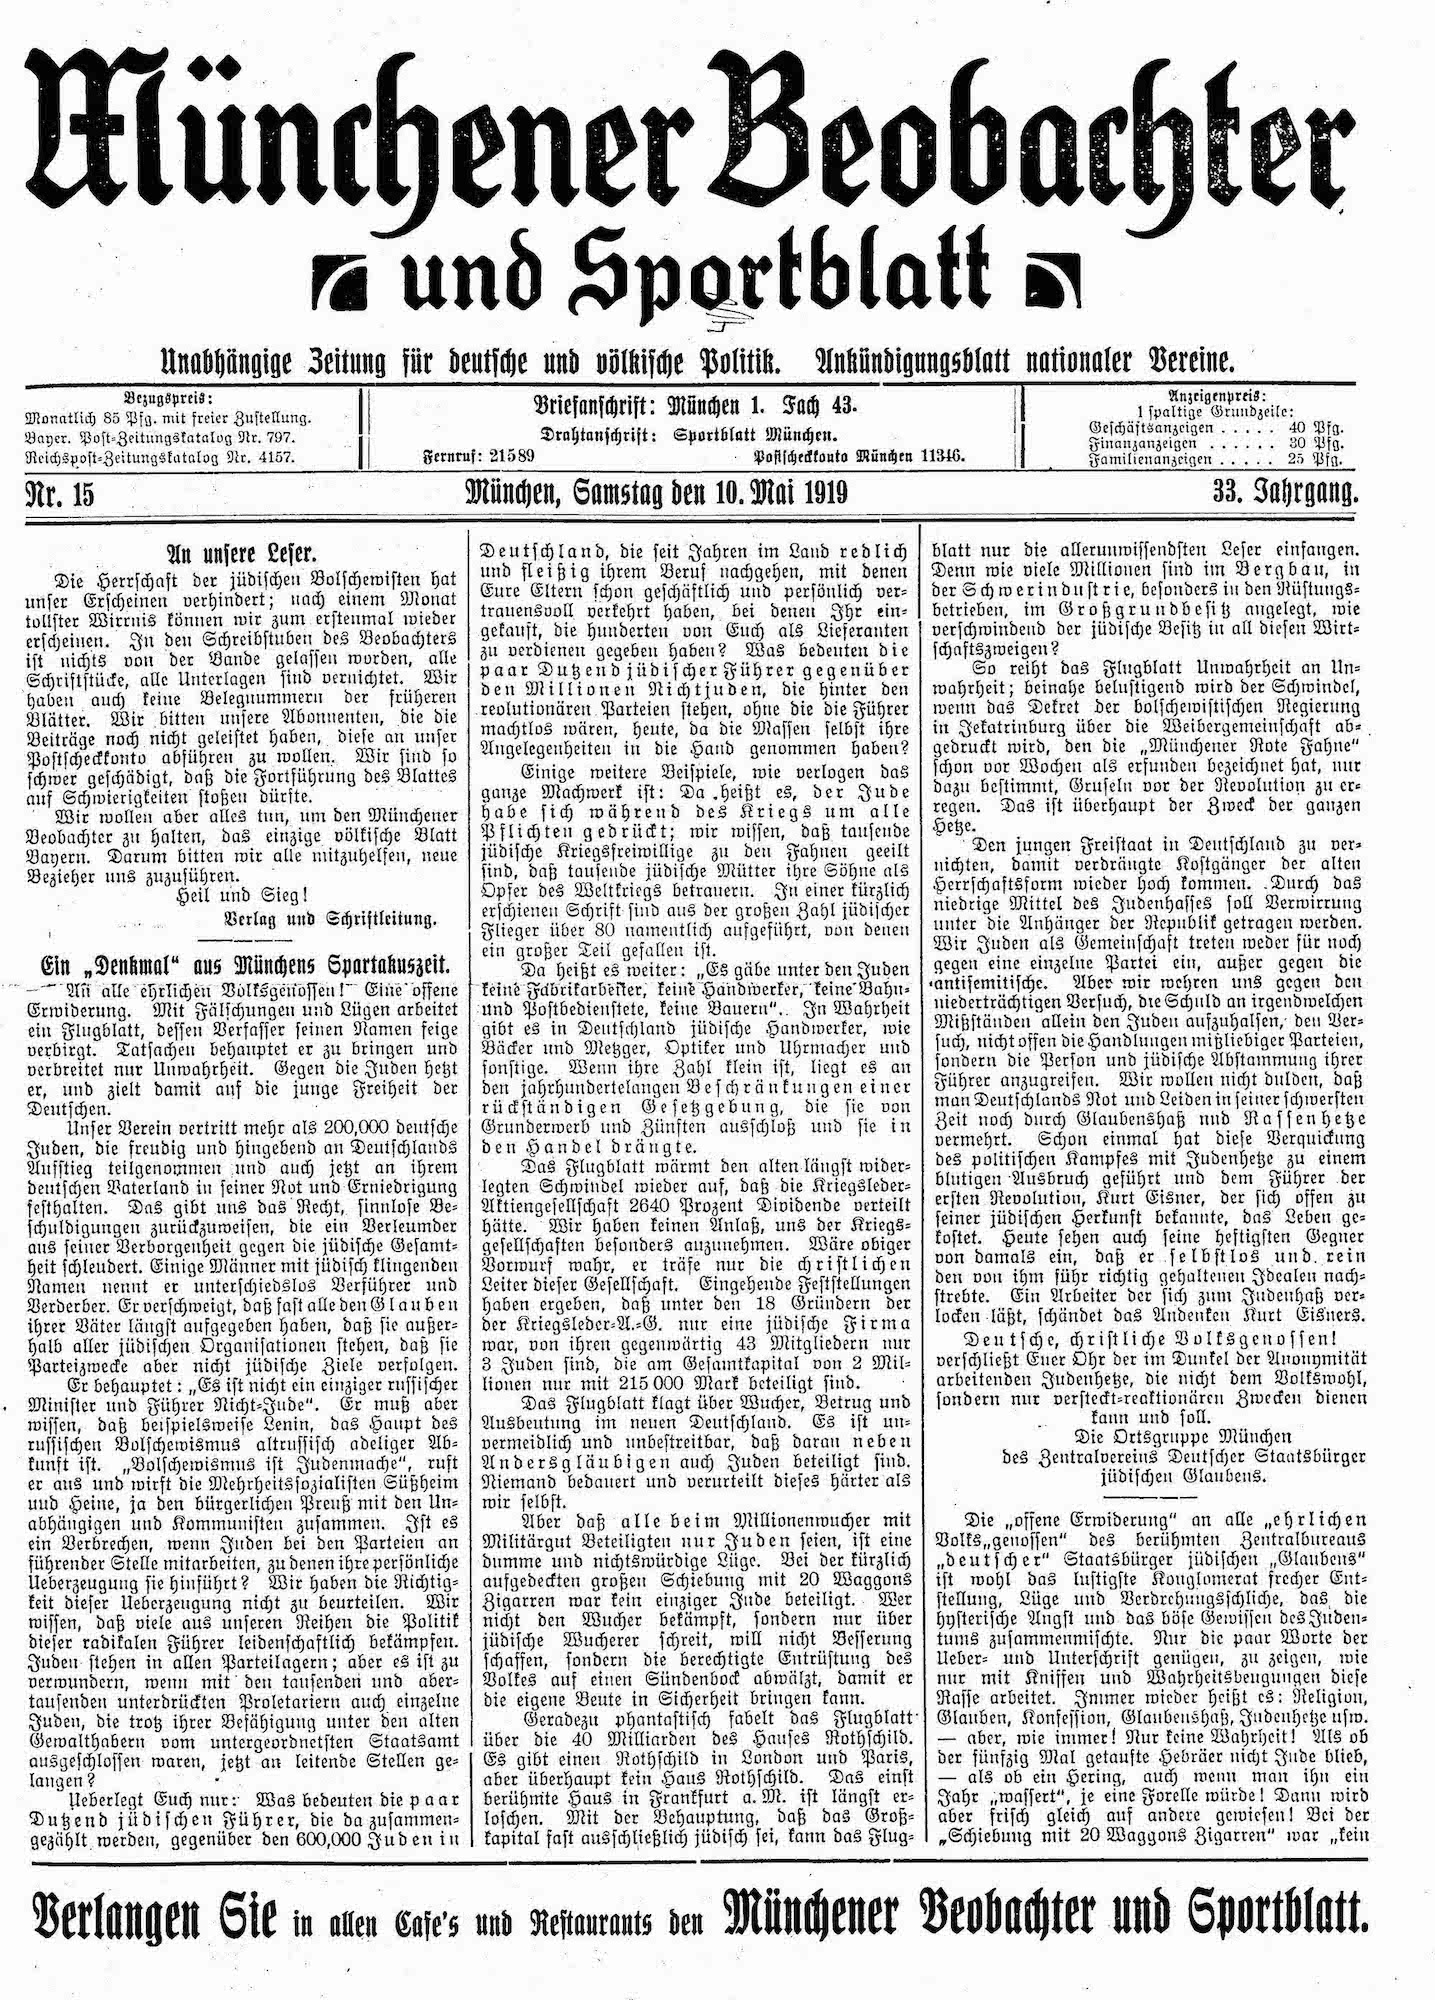 Münchener Beobachter
und Sportblatt
Unabhängige Zeitung für deutsche und völkische Politik. Ankündigungsblatt nationaler Vereine.
Bezugspreis:
Monatlich 85 Pfg. mit freier Zustellung.
Bayer. Post-Zeitungskatalog Nr. 797.
Reichspost-Zeitungskatalog Nr. 4157.
Briefanschrift: München 1. Fach 43.
Drahtanschrift: Sportblatt München.
Fernruf: 21589 Postscheckkonto München 11346.
Anzeigenpreis:
1 spaltige Grundzeile:
Geschäftsanzeigen . . . . . 40 Pfg.
Finanzanzeigen . . . . . . 30 Pfg.
Familienanzeigen . . . . . 25 Pfg.
Nr. 15 München, Samstag den 10. Mai 1919 33. Jahrgang.
An unsere Leser.
Die Herrschaft der jüdischen Bolschewisten hat
unser Erscheinen verhindert; nach einem Monat
tollster Wirrnis können wir zum erstenmal wieder
erscheinen. In den Schreibstuben des Beobachters
ist nichts von der Bande gelassen worden, alle
Schriftstücke, alle Unterlagen sind vernichtet. Wir
haben auch keine Belegnummern der früheren
Blätter. Wir bitten unsere Abonnenten, die die
Beiträge noch nicht geleistet haben, diese an unser
Postscheckkonto abführen zu wollen. Wir sind so
schwer geschädigt, daß die Fortführung des Blattes
auf Schwierigkeiten stoßen dürfte.
Wir wollen aber alles tun, um den Münchener
Beobachter zu halten, das einzige völkische Blatt
Bayern. Darum bitten wir alle mitzuhelfen, neue
Bezieher uns zuzuführen.
Heil und Sieg!
Verlag und Schriftleitung.
Ein „Denkmal“ aus Münchens Spartakuszeit.
An alle ehrlichen Volksgenossen! Eine offene
Erwiderung. Mit Fälschungen und Lügen arbeitet
ein Flugblatt, dessen Verfasser seinen Namen feige
verbirgt. Tatsachen behauptet er zu bringen und
verbreitet nur Unwahrheit. Gegen die Juden hetzt
er, und zielt damit auf die junge Freiheit der
Deutschen.
Unser Verein vertritt mehr als 200,000 deutsche
Juden, die freudig und hingebend an Deutschlands
Aufstieg teilgenommen und auch jetzt an ihrem
deutschen Vaterland in seiner Not und Erniedrigung
festhalten. Das gibt uns das Recht, sinnlose Be-
schuldigungen zurückzuweisen, die ein Verleumder
aus seiner Verborgenheit gegen die jüdische Gesamt-
heit schleudert. Einige Männer mit jüdisch klingenden
Namen nennt er unterschiedslos Verführer und
Verderber. Er verschweigt, daß fast alle den Glauben
ihrer Väter längst aufgegeben haben, daß sie außer-
halb aller jüdischen Organisationen stehen, daß sie
Parteizwecke aber nicht jüdische Ziele verfolgen.
Er behauptet: „Es ist nicht ein einziger russischer
Minister und Führer Nicht-Jude“. Er muß aber
wissen, daß beispielsweise Lenin, das Haupt des
russischen Bolschewismus altrussisch adeliger Ab-
kunft ist. „Bolschewismus ist Judenmache“, ruft
er aus und wirft die Mehrheitssozialisten Süßheim
und Heine, ja den bürgerlichen Preuß mit den Un-
abhängigen und Kommunisten zusammen. Ist es
ein Verbrechen, wenn Juden bei den Parteien an
führender Stelle mitarbeiten, zu denen ihre persönliche
Ueberzeugung sie hinführt? Wir haben die Richtig-
keit dieser Ueberzeugung nicht zu beurteilen. Wir
wissen, daß viele aus unseren Reihen die Politik
dieser radikalen Führer leidenschaftlich bekämpfen.
Juden stehen in allen Parteilagern; aber es ist zu
verwundern, wenn mit den tausenden und aber-
tausenden unterdrückten Proletariern auch einzelne
Juden, die trotz ihrer Befähigung unter den alten
Gewalthabern vom untergeordnetsten Staatsamt
ausgeschlossen waren, jetzt an leitende Stellen ge-
langen?
Ueberlegt Euch nur: Was bedeuten die paar
Dutzend jüdischen Führer, die da zusammen-
gezählt werden, gegenüber den 600,000 Juden in
Deutschland, die seit Jahren im Land redlich
und fleißig ihrem Beruf nachgehen, mit denen
Eure Eltern schon geschäftlich und persönlich ver-
trauensvoll verkehrt haben, bei denen Ihr ein-
gekauft, die hunderten von Euch als Lieferanten
zu verdienen gegeben haben? Was bedeuten die
paar Dutzend jüdischer Führer gegenüber
den Millionen Nichtjuden, die hinter den
reolutionären Parteien stehen, ohne die die Führer
machtlos wären, heute, da die Massen selbst ihre
Angelegenheiten in die Hand genommen haben?
Einige weitere Beispiele, wie verlogen das
ganze Machwerk ist: Da heißt es, der Jude
habe sich während des Kriegs um alle
Pflichten gedrückt; wir wissen, daß tausende
jüdische Kriegsfreiwillige zu den Fahnen geeilt
sind, daß tausende jüdische Mütter ihre Söhne als
Opfer des Weltkriegs betrauern. In einer kürzlich
erschienen Schrift sind aus der großen Zahl jüdischer
Flieger über 80 namentlich aufgeführt, von denen
ein großer Teil gefallen ist.
Da heißt es weiter: „Es gäbe unter den Juden
keine Fabrikarbeiter, keine Handwerker, keine Bahn-
und Postbedienstete, keine Bauern“. In Wahrheit
gibt es in Deutschland jüdische Handwerker, wie
Bäcker und Metzger, Optiker und Uhrmacher und
sonstige. Wenn ihre Zahl klein ist, liegt es an
den jahrhundertelangen Beschränkungen einer
rückständigen Gesetzgebung, die sie von
Grunderwerb und Zünften ausschloß und sie in
den Handel drängte.
Das Flugblatt wärmt den alten längst wider-
legten Schwindel wieder auf, daß die Kriegsleder-
Aktiengesellschaft 2640 Prozent Dividende verteilt
hätte. Wir haben keinen Anlaß, uns der Kriegs-
gesellschaften besonders anzunehmen. Wäre obiger
Vorwurf wahr, er träfe nur die christlichen
Leiter dieser Gesellschaft. Eingehende Feststellungen
haben ergeben, daß unter den 18 Gründern der
der Kriegsleder-A.-G. nur eine jüdische Firma
war, von ihren gegenwärtig 43 Mitgliedern nur
3 Juden sind, die am Gesamtkapital von 2 Mil-
lionen nur mit 215 000 Mark beteiligt sind.
Das Flugblatt klagt über Wucher, Betrug und
Ausbeutung im neuen Deutschland. Es ist un-
vermeidlich und unbestreitbar, daß daran neben
Andersgläubigen auch Juden beteiligt sind.
Niemand bedauert und verurteilt dieses härter als
wir selbst.
Aber daß alle beim Millionenwucher mit
Militärgut Beteiligten nur Juden seien, ist eine
dumme und nichtswürdige Lüge. Bei der kürzlich
aufgedeckten großen Schiebung mit 20 Waggons
Zigarren war kein einziger Jude beteiligt. Wer
nicht den Wucher bekämpft, sondern nur über
jüdische Wucherer schreit, will nicht Besserung
schaffen, sondern die berechtigte Entrüstung des
Volkes auf einen Sündenbock abwälzt, damit er
die eigene Beute in Sicherheit bringen kann.
Geradezu phantastisch fabelt das Flugblatt
über die 40 Milliarden des Hauses Rothschild.
Es gibt einen Rothschild in London und Paris,
aber überhaupt kein Haus Rothschild. Das einst
berühmte Haus in Frankfurt a. M. ist längst er-
loschen. Mit der Behauptung, daß das Groß-
kapital fast ausschließlich jüdisch sei, kann das Flug-
blatt nur die allerunwissendsten Leser einfangen.
Denn wie viele Millionen sind im Bergbau, in
der Schwerindustrie, besonders in den Rüstungs-
betrieben, im Großgrundbesitz angelegt, wie
verschwindend der jüdische Besitz in all diesen Wirt-
schaftszweigen?
So reiht das Flugblatt Unwahrheit an Un-
wahrheit; beinahe belustigend wird der Schwindel,
wenn das Dekret der bolschewistischen Regierung
in Jekatrinburg über die Weibergemeinschaft ab-
gedruckt wird, den die „Münchener Rote Fahne“
schon vor Wochen als erfunden bezeichnet hat, nur
dazu bestimmt, Gruseln vor der Revolution zu er-
regen. Das ist überhaupt der Zweck der ganzen
Hetze.
Den jungen Freistaat in Deutschland zu ver-
nichten, damit verdrängte Kostgänger der alten
Herrschaftsform wieder hoch kommen. Durch das
niedrige Mittel des Judenhasses soll Verwirrung
unter die Anhänger der Republik getragen werden.
Wir Juden als Gemeinschaft treten weder für noch
gegen eine einzelne Partei ein, außer gegen die
antisemitische. Aber wir wehren uns gegen den
niederträchtigen Versuch, die Schuld an irgendwelchen
Mißständen allein den Juden aufzuhalsen, den Ver-
such, nicht offen die Handlungen mißliebiger Parteien,
sondern die Person und jüdische Abstammung ihrer
Führer anzugreifen. Wir wollen nicht dulden, daß
man Deutschlands Not und Leiden in seiner schwersten
Zeit noch durch Glaubenshaß und Rassenhetze
vermehrt. Schon einmal hat diese Verquickung
des politischen Kampfes mit Judenhetze zu einem
blutigen Ausbruch geführt und dem Führer der
ersten Revolution, Kurt Eisner, der sich offen zu
seiner jüdischen Herkunft bekannte, das Leben ge-
kostet. Heute sehen auch seine heftigsten Gegner
von damals ein, daß er selbstlos und rein
den von ihm führ richtig gehaltenen Idealen nach-
strebte. Ein Arbeiter der sich zum Judenhaß ver-
locken läßt, schändet das Andenken Kurt Eisners.
Deutsche, christliche Volksgenossen!
verschließt Euer Ohr der im Dunkel der Anonymität
arbeitenden Judenhetze, die nicht dem Volkswohl,
sondern nur versteckt-reaktionären Zwecken dienen
kann und soll.
Die Ortsgruppe München
des Zentralvereins Deutscher Staatsbürger
jüdischen Glaubens.
Die „offene Erwiderung“ an alle „ehrlichen
Volks„genossen“ des berühmten Zentralbureaus
„deutscher“ Staatsbürger jüdischen „Glaubens“
ist wohl das lustigste Konglomerat frecher Ent-
stellung, Lüge und Verdrehungsschliche, das die
hysterische Angst und das böse Gewissen des Juden-
tums zusammenmischte. Nur die paar Worte der
Ueber- und Unterschrift genügen, zu zeigen, wie
nur mit Kniffen und Wahrheitsbeugungen diese
Rasse arbeitet. Immer wieder heißt es: Religion,
Glauben, Konfession, Glaubenshaß, Judenhetze usw.
— aber, wie immer! Nur keine Wahrheit! Als ob
der fünfzig Mal getaufte Hebräer nicht Jude blieb,
— als ob ein Hering, auch wenn man ihn ein
Jahr „wassert“, je eine Forelle würde! Dann wird
aber frisch gleich auf andere gewiesen! Bei der
„Schiebung mit 20 Waggons Zigarren“ war „kein
Verlangen Sie in allen Cafe's und Restaurants den Münchener Beobachter und Sportblatt.